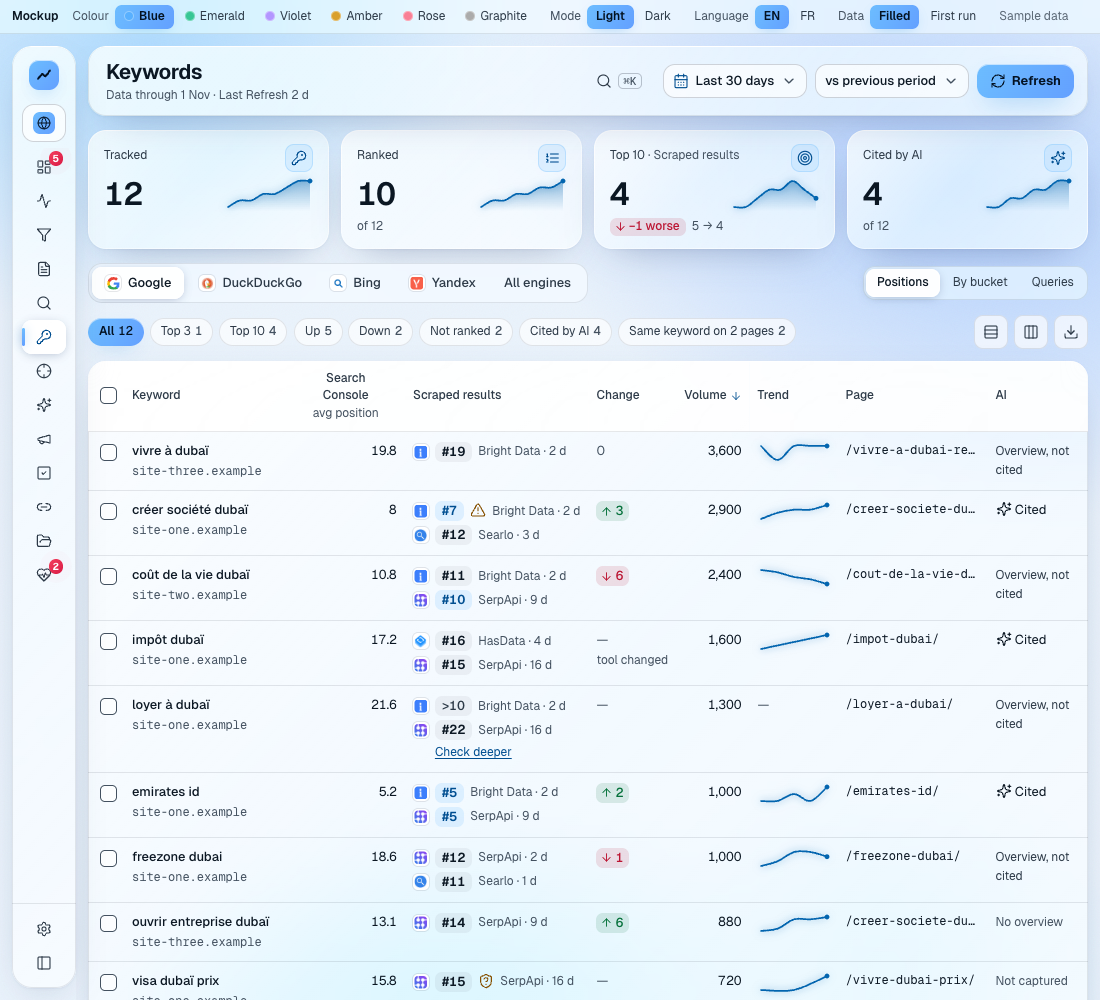 Mockup Colour Blue Emerald Violet Amber Rose Graphite Mode Light Dark Language EN FR Data Filled First run Sample data
Keywords
Data through 1 Nov · Last Refresh 2 d
⌘K
Last 30 days
vs previous period
Refresh
5
2
Tracked
12
Ranked
10
of 12
Top 10 · Scraped results
4
−1 worse 5 → 4
Cited by AI
4
of 12
Google DuckDuckGo Bing Yandex All engines
Positions By bucket Queries
All 12 Top 3 1 Top 10 4 Up 5 Down 2 Not ranked 2 Cited by AI 4 Same keyword on 2 pages 2
Keyword Search Console avg position Scraped results Change Volume ↓ Trend Page AI
vivre à dubaï 19.8 #19 Bright Data · 2 d 0 3,600 /vivre-a-dubai-re… Overview, not cited
site-three.example
créer société dubaï 8 #7 Bright Data · 2 d ↑ 3 2,900 /creer-societe-du… Cited
site-one.example #12 Searlo · 3 d
coût de la vie dubaï 10.8 #11 Bright Data · 2 d ↓ 6 2,400 /cout-de-la-vie-d… Overview, not cited
site-two.example #10 SerpApi · 9 d
impôt dubaï 17.2 #16 HasData · 4 d — 1,600 /impot-dubai/ Cited
site-one.example #15 SerpApi · 16 d tool changed
loyer à dubaï 21.6 >10 Bright Data · 2 d — 1,300 — /loyer-a-dubai/ Overview, not cited
site-one.example #22 SerpApi · 16 d
Check deeper
emirates id 5.2 #5 Bright Data · 2 d ↑ 2 1,000 /emirates-id/ Cited
site-one.example #5 SerpApi · 9 d
freezone dubai 18.6 #12 SerpApi · 2 d ↓ 1 1,000 /freezone-dubai/ Overview, not cited
site-one.example #11 Searlo · 1 d
ouvrir entreprise dubaï 13.1 #14 SerpApi · 9 d ↑ 6 880 /creer-societe-du… No overview
site-three.example
visa dubaï prix 15.8 #15 SerpApi · 16 d — 720 /vivre-dubai-prix/ Not captured
site-one.example